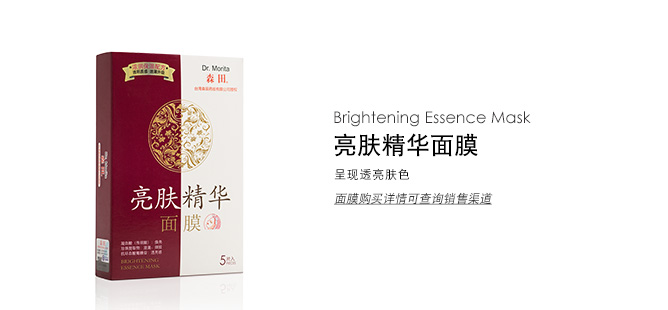 Dr. Morita
森田
Brightening Essence Mask
亮肤精华面膜
呈现透亮肤色
面膜购买详情可查询销售渠道
亮肤精华
面膜
BRIGHTENING
ESSENCE MASK
5片入